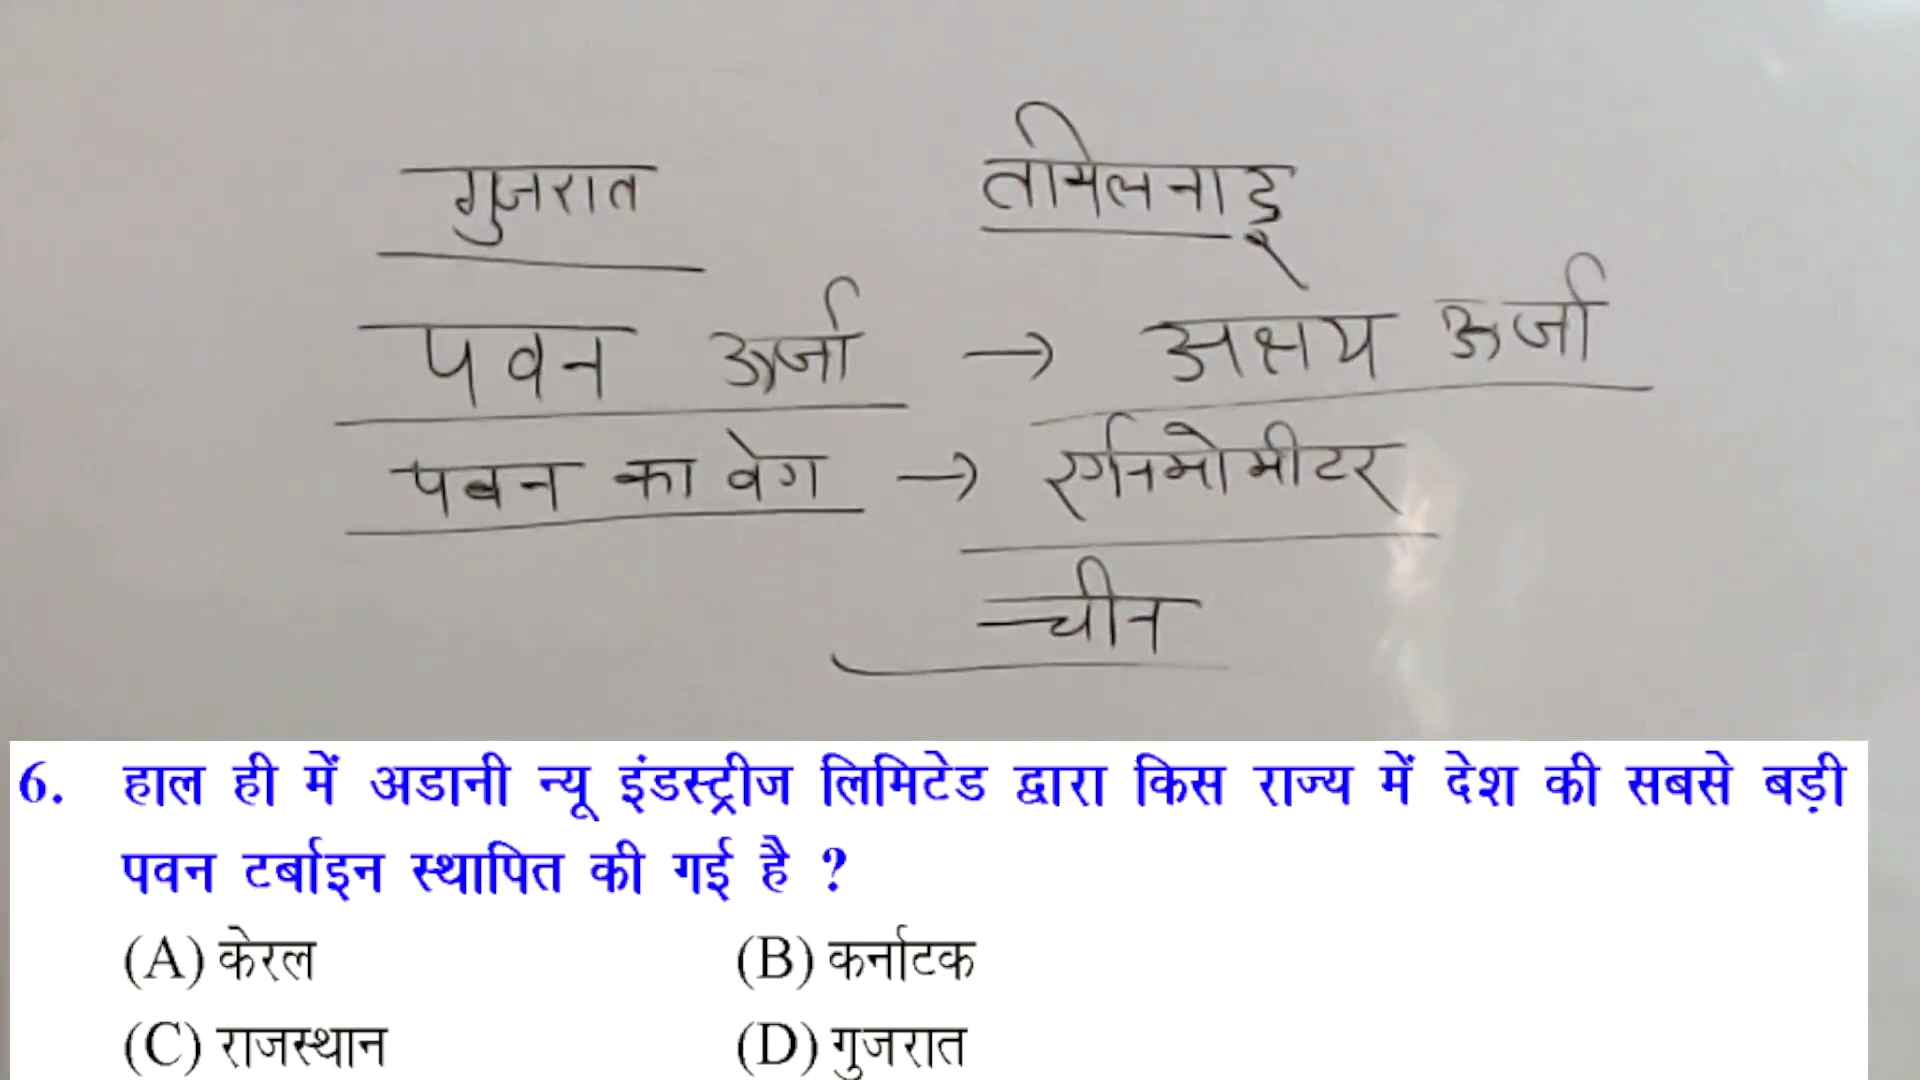 गुजरात तमिलनाडू
पवन ऊर्जा → अक्षय ऊर्जा
पवन का वेग → एनिमोमीटर
चीन
6. हाल ही में अडानी न्यू इंडस्ट्रीज लिमिटेड द्वारा किस राज्य में देश की सबसे बड़ी
पवन टर्बाइन स्थापित की गई है ?
(A) केरल (B) कर्नाटक
(C) राजस्थान (D) गुजरात